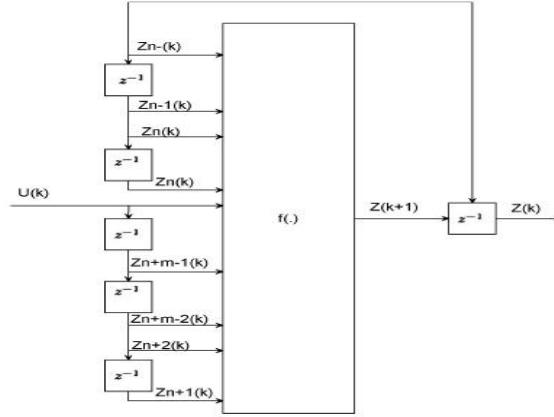 Zn-(k)
z⁻¹
Zn-1(k)
Zn(k)
z⁻¹
Zn(k)
U(k)
z⁻¹
f(.)
Z(k+1)
z⁻¹
Z(k)
Zn+m-1(k)
z⁻¹
Zn+m-2(k)
Zn+2(k)
z⁻¹
Zn+1(k)